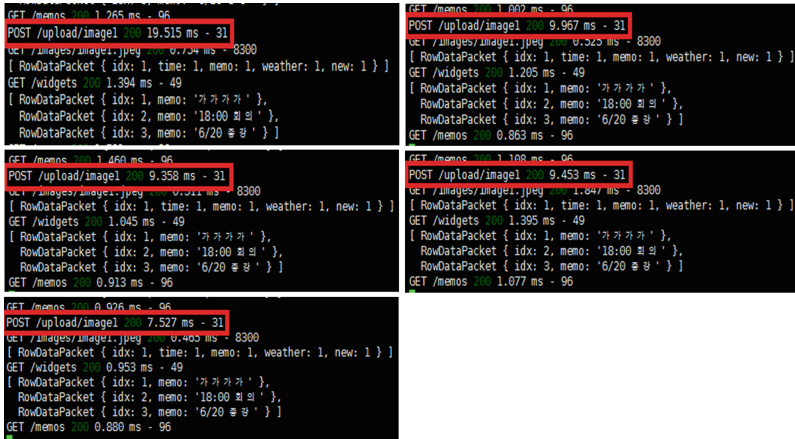 GET /memos 200 1.265 ms - 96
POST /upload/image1 200 19.515 ms - 31
GET /images/image1.jpeg 200 0.754 ms - 8300
[ RowDataPacket { idx: 1, time: 1, memo: 1, weather: 1, new: 1 } ]
GET /widgets 200 1.394 ms - 49
[ RowDataPacket { idx: 1, memo: '가가가가' },
RowDataPacket { idx: 2, memo: '18:00 회의' },
RowDataPacket { idx: 3, memo: '6/20 종강' } ]
GET /memos 200 1.002 ms - 96
POST /upload/image1 200 9.967 ms - 31
GET /images/image1.jpeg 200 0.525 ms - 8300
[ RowDataPacket { idx: 1, time: 1, memo: 1, weather: 1, new: 1 } ]
GET /widgets 200 1.205 ms - 49
[ RowDataPacket { idx: 1, memo: '가가가가' },
RowDataPacket { idx: 2, memo: '18:00 회의' },
RowDataPacket { idx: 3, memo: '6/20 종강' } ]
GET /memos 200 0.863 ms - 96
GET /memos 200 1.460 ms - 96
POST /upload/image1 200 9.358 ms - 31
GET /images/image1.jpeg 200 0.511 ms - 8300
[ RowDataPacket { idx: 1, time: 1, memo: 1, weather: 1, new: 1 } ]
GET /widgets 200 1.045 ms - 49
[ RowDataPacket { idx: 1, memo: '가가가가' },
RowDataPacket { idx: 2, memo: '18:00 회의' },
RowDataPacket { idx: 3, memo: '6/20 종강' } ]
GET /memos 200 0.913 ms - 96
GET /memos 200 1.108 ms - 96
POST /upload/image1 200 9.453 ms - 31
GET /images/image1.jpeg 200 1.847 ms - 8300
[ RowDataPacket { idx: 1, time: 1, memo: 1, weather: 1, new: 1 } ]
GET /widgets 200 1.395 ms - 49
[ RowDataPacket { idx: 1, memo: '가가가가' },
RowDataPacket { idx: 2, memo: '18:00 회의' },
RowDataPacket { idx: 3, memo: '6/20 종강' } ]
GET /memos 200 1.077 ms - 96
GET /memos 200 0.926 ms - 96
POST /upload/image1 200 7.527 ms - 31
GET /images/image1.jpeg 200 0.465 ms - 8300
[ RowDataPacket { idx: 1, time: 1, memo: 1, weather: 1, new: 1 } ]
GET /widgets 200 0.953 ms - 49
[ RowDataPacket { idx: 1, memo: '가가가가' },
RowDataPacket { idx: 2, memo: '18:00 회의' },
RowDataPacket { idx: 3, memo: '6/20 종강' } ]
GET /memos 200 0.880 ms - 96